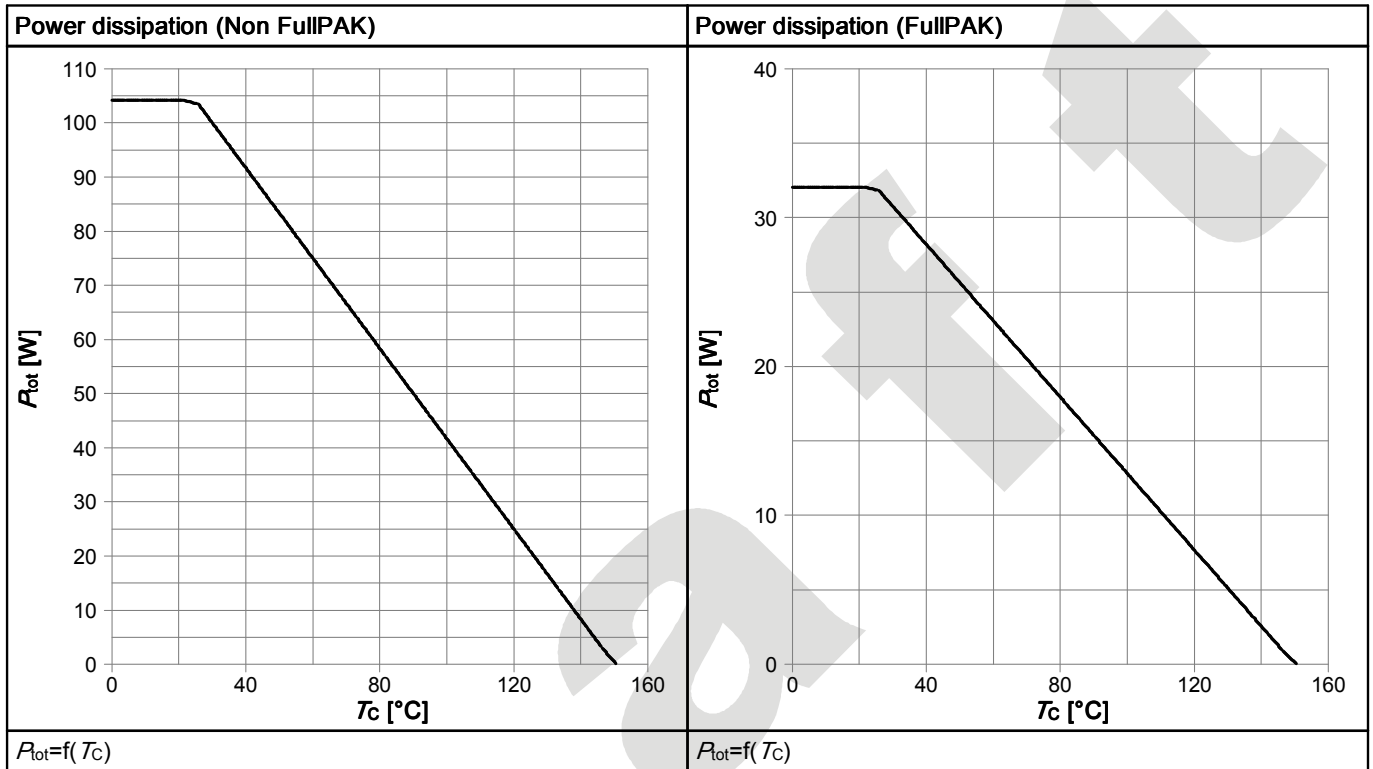 Power dissipation (Non FullPAK)
110
100
90
80
70
60
50
40
30
20
10
0
Ptot [W]
0 40 80 120 160
TC [°C]
Ptot=f(TC)
Power dissipation (FullPAK)
40
30
20
10
0
Ptot [W]
0 40 80 120 160
TC [°C]
Ptot=f(TC)
a f t